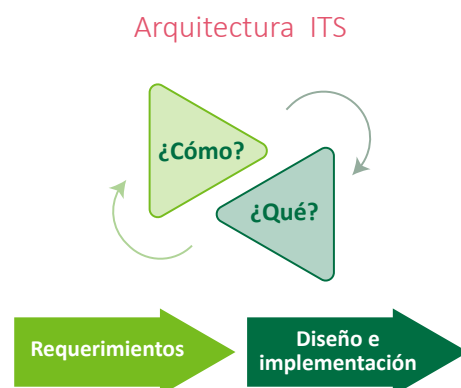 Arquitectura ITS
¿Cómo?
¿Qué?
Requerimientos
Diseño e
implementación